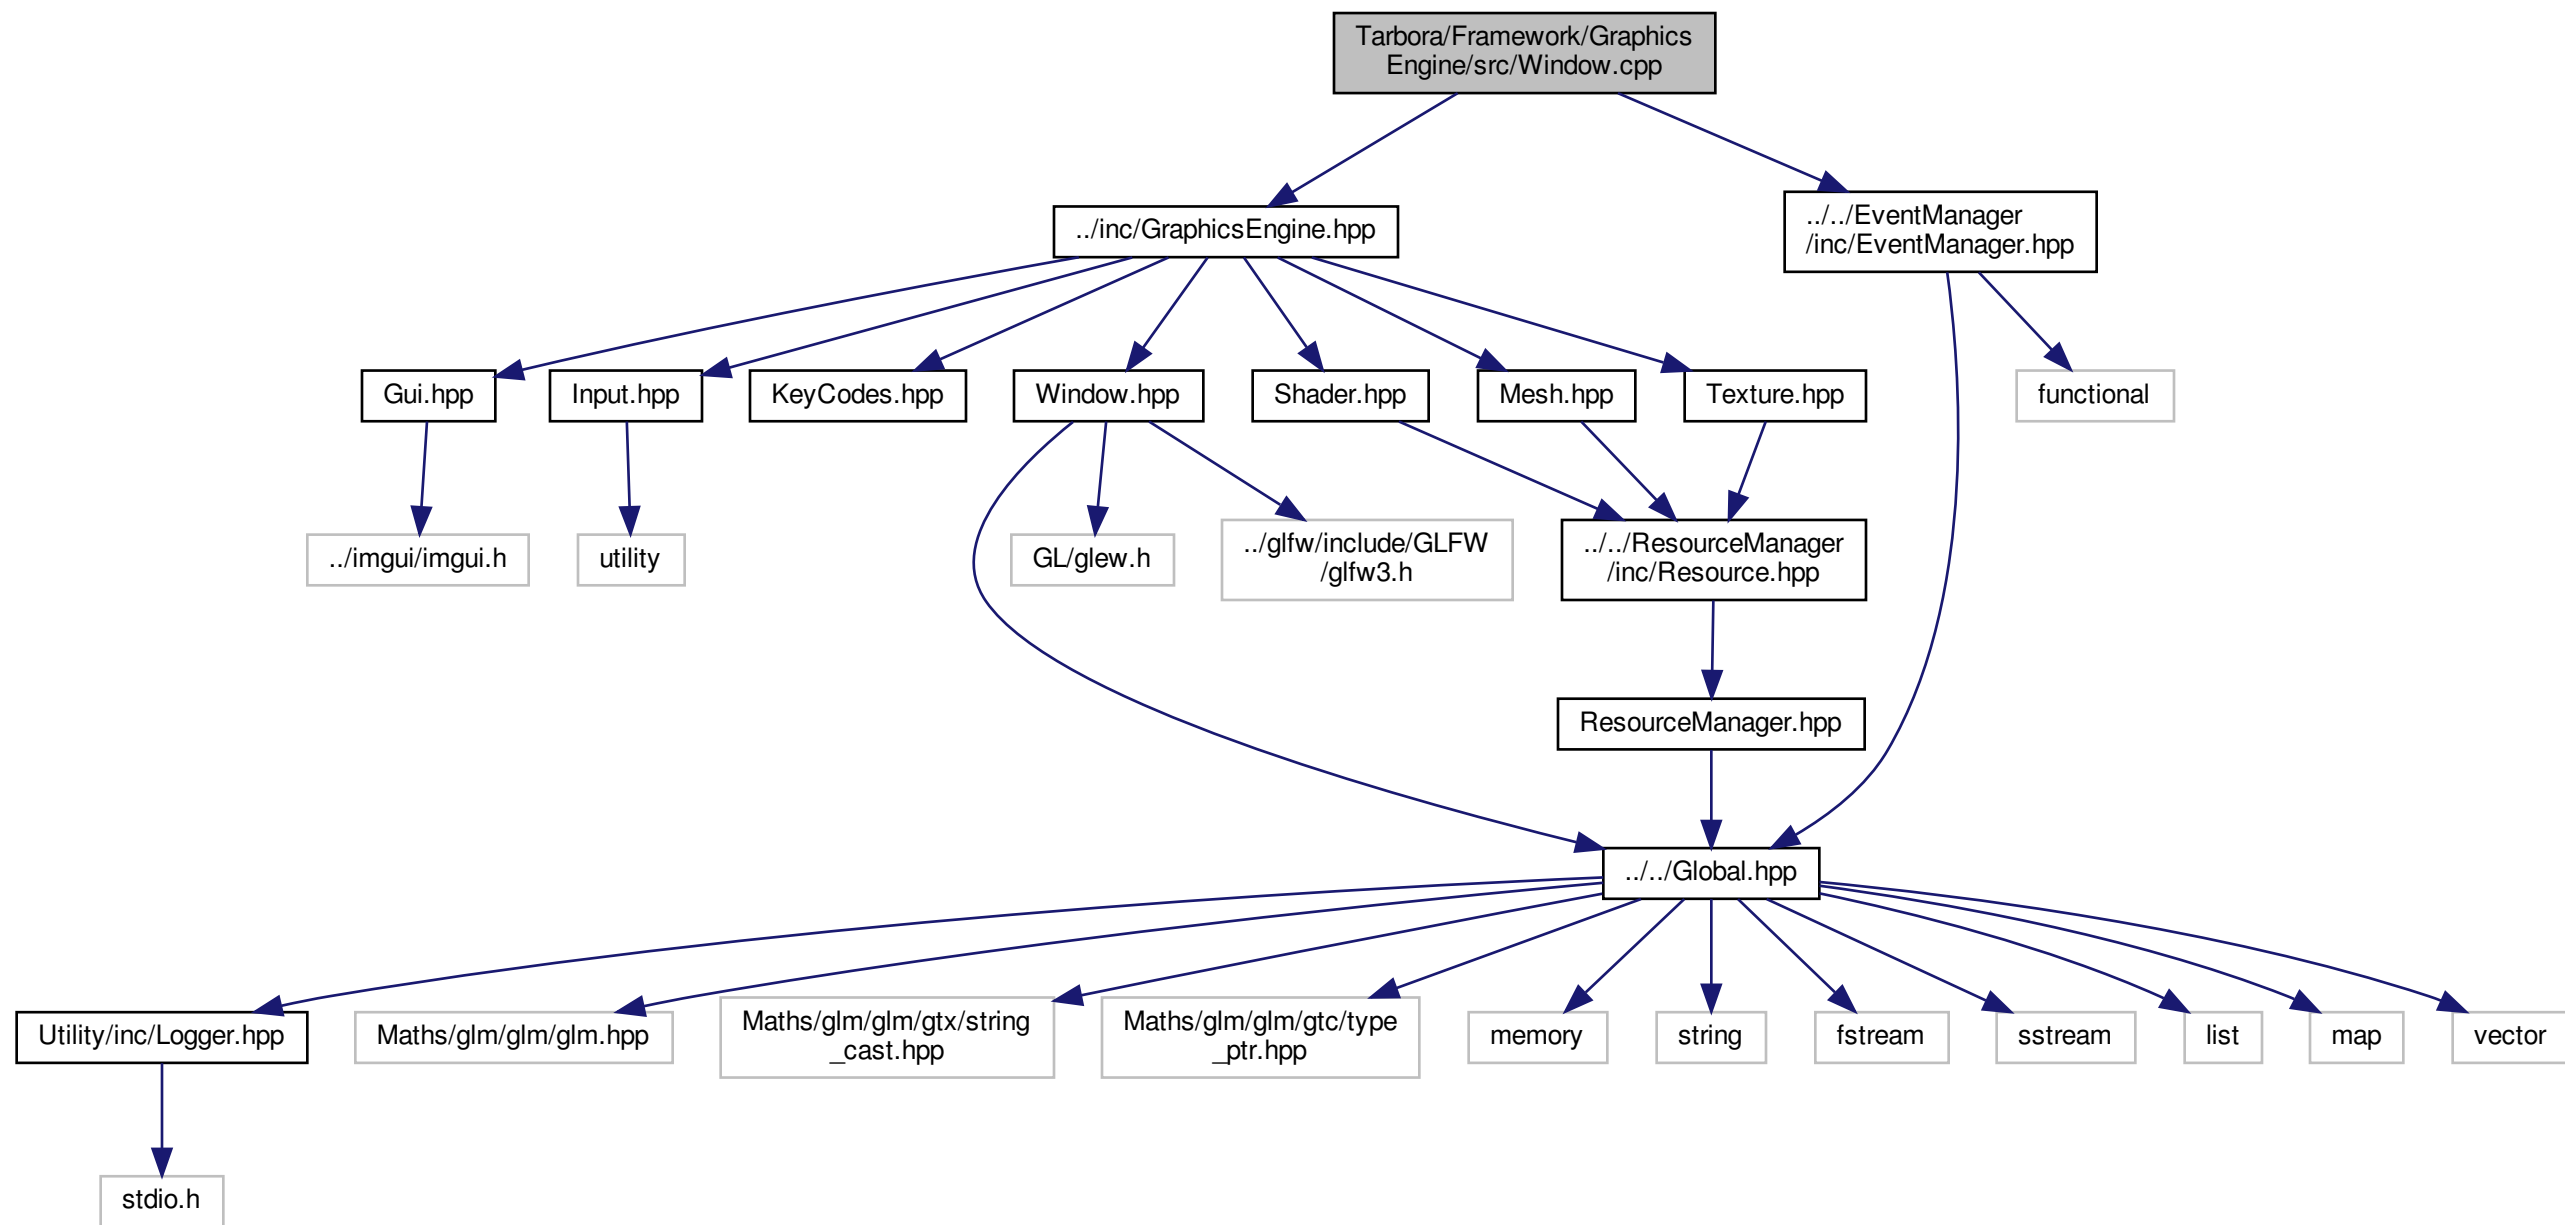 Tarbora/Framework/Graphics
Engine/src/Window.cpp
../inc/GraphicsEngine.hpp
../../EventManager
/inc/EventManager.hpp
Gui.hpp
Input.hpp
KeyCodes.hpp
Window.hpp
Shader.hpp
Mesh.hpp
Texture.hpp
functional
../imgui/imgui.h
utility
GL/glew.h
../glfw/include/GLFW
/glfw3.h
../../ResourceManager
/inc/Resource.hpp
ResourceManager.hpp
../../Global.hpp
Utility/inc/Logger.hpp
Maths/glm/glm/glm.hpp
Maths/glm/glm/gtx/string
_cast.hpp
Maths/glm/glm/gtc/type
_ptr.hpp
memory
string
fstream
sstream
list
map
vector
stdio.h